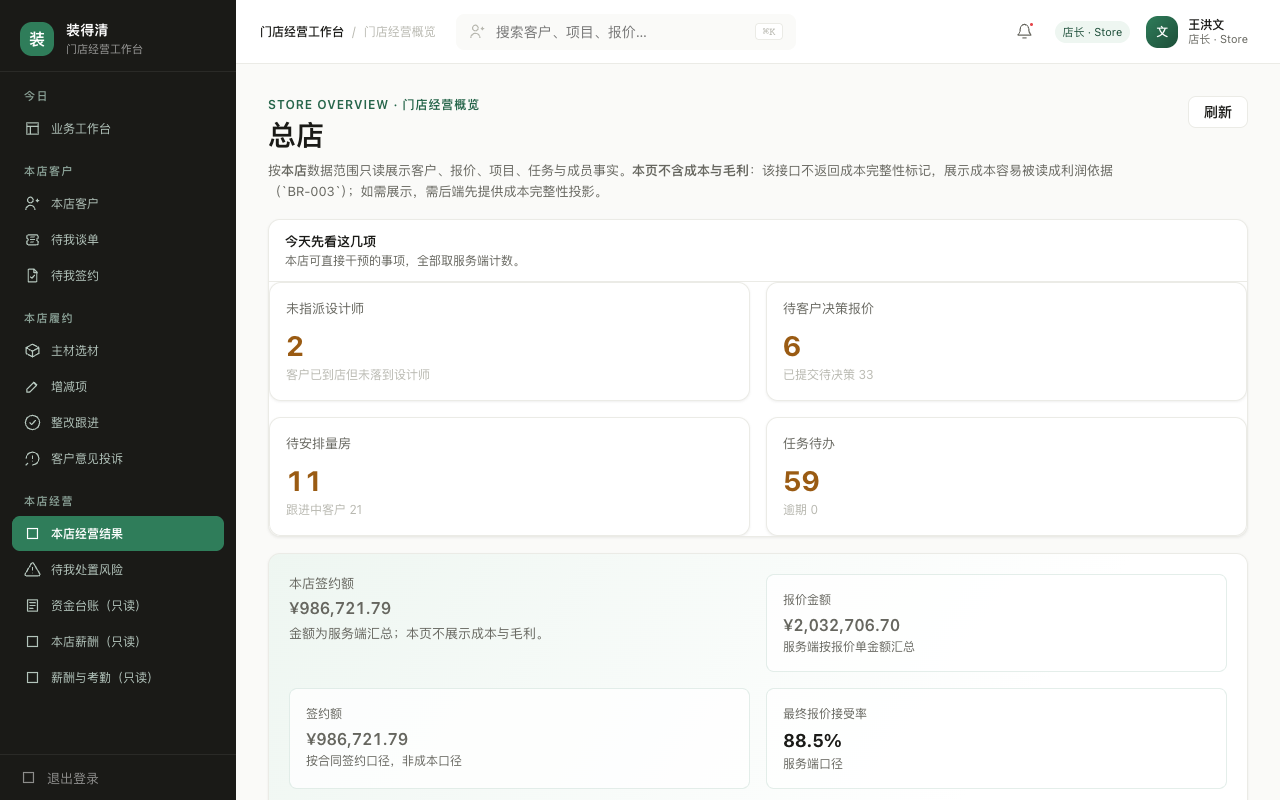 装
装得清
门店经营工作台
今日
业务工作台
本店客户
本店客户
待我谈单
待我签约
本店履约
主材选材
增减项
整改跟进
客户意见投诉
本店经营
本店经营结果
待我处置风险
资金台账（只读）
本店薪酬（只读）
薪酬与考勤（只读）
退出登录
门店经营工作台 / 门店经营概览
搜索客户、项目、报价...
⌘K
店长 · Store
文
王洪文
店长 · Store
STORE OVERVIEW · 门店经营概览
总店
刷新
按本店数据范围只读展示客户、报价、项目、任务与成员事实。本页不含成本与毛利：该接口不返回成本完整性标记，展示成本容易被读成利润依据
（`BR-003`）；如需展示，需后端先提供成本完整性投影。
今天先看这几项
本店可直接干预的事项，全部取服务端计数。
未指派设计师
2
客户已到店但未落到设计师
待客户决策报价
6
已提交待决策 33
待安排量房
11
跟进中客户 21
任务待办
59
逾期 0
本店签约额
¥986,721.79
金额为服务端汇总；本页不展示成本与毛利。
报价金额
¥2,032,706.70
服务端按报价单金额汇总
签约额
¥986,721.79
按合同签约口径，非成本口径
最终报价接受率
88.5%
服务端口径